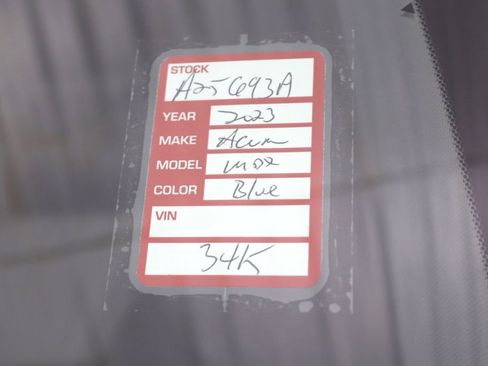 STOCK
A25693A
YEAR 2023
MAKE Acura
MODEL MDX
COLOR Blue
VIN
34K